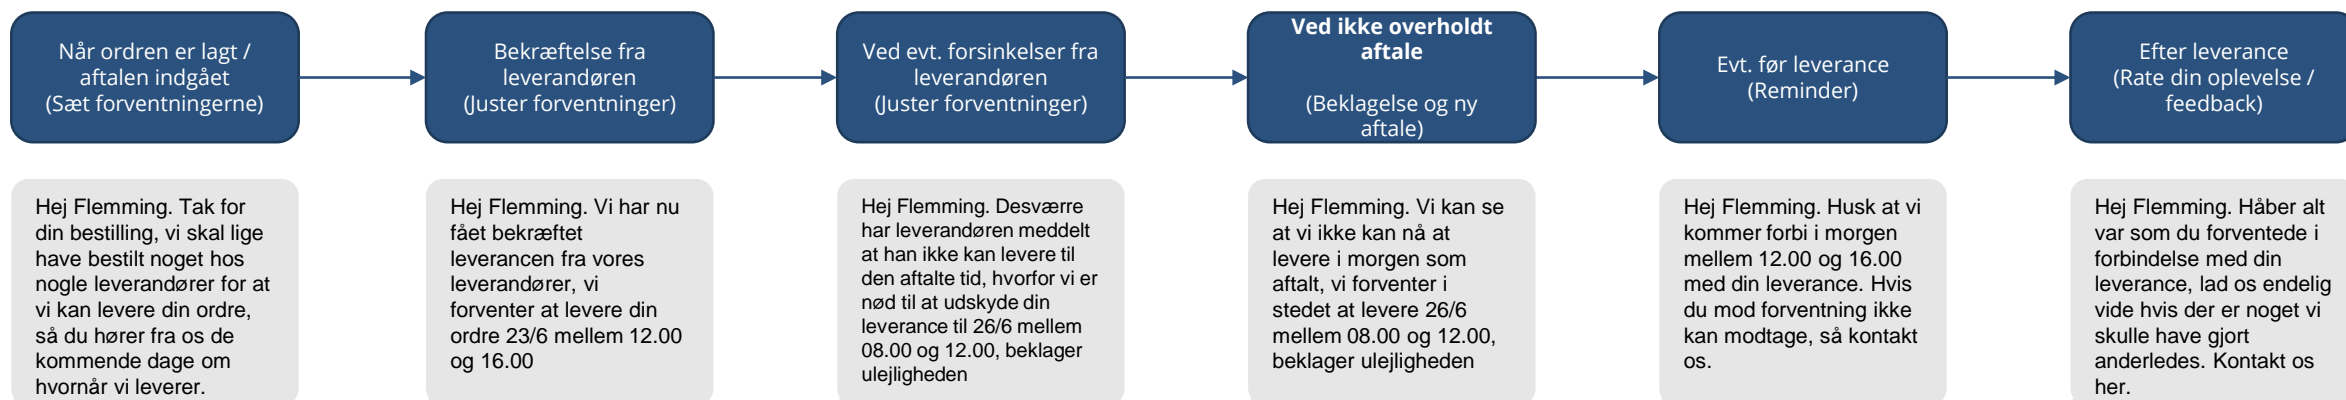 Når ordren er lagt /
aftalen indgået
(Sæt forventningerne)
Bekræftelse fra
leverandøren
(Juster forventninger)
Ved evt. forsinkelser fra
leverandøren
(Juster forventninger)
Ved ikke overholdt
aftale
(Beklagelse og ny
aftale)
Evt. før leverance
(Reminder)
Efter leverance
(Rate din oplevelse /
feedback)
Hej Flemming. Tak for
din bestilling, vi skal lige
have bestilt noget hos
nogle leverandører for at
vi kan levere din ordre,
så du hører fra os de
kommende dage om
hvornår vi leverer.
Hej Flemming. Vi har nu
fået bekræftet
leverancen fra vores
leverandører, vi
forventer at levere din
ordre 23/6 mellem 12.00
og 16.00
Hej Flemming. Desværre
har leverandøren meddelt
at han ikke kan levere til
den aftalte tid, hvorfor vi er
nød til at udskyde din
leverance til 26/6 mellem
08.00 og 12.00, beklager
ulejligheden
Hej Flemming. Vi kan se
at vi ikke kan nå at
levere i morgen som
aftalt, vi forventer i
stedet at levere 26/6
mellem 08.00 og 12.00,
beklager ulejligheden
Hej Flemming. Husk at vi
kommer forbi i morgen
mellem 12.00 og 16.00
med din leverance. Hvis
du mod forventning ikke
kan modtage, så kontakt
os.
Hej Flemming. Håber alt
var som du forventede i
forbindelse med din
leverance, lad os endelig
vide hvis der er noget vi
skulle have gjort
anderledes. Kontakt os
her.